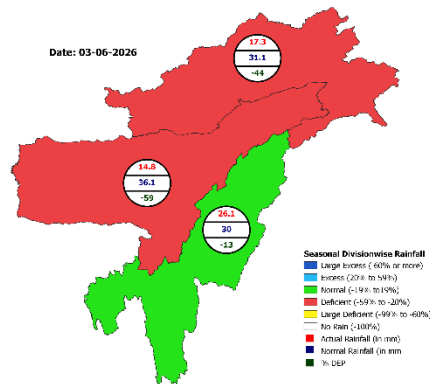 Date: 03-06-2026
17.3
31.1
-44
14.8
36.1
-59
26.1
30
-13
Seasonal Divisionwise Rainfall
Large Excess ( 60% or more)
Excess (20% to 59%)
Normal (-19% to19%)
Deficient (-59% to -20%)
Large Deficient (-99% to -60%)
No Rain (-100%)
Actual Rainfall (in mm)
Normal Rainfall (in mm
% DEP